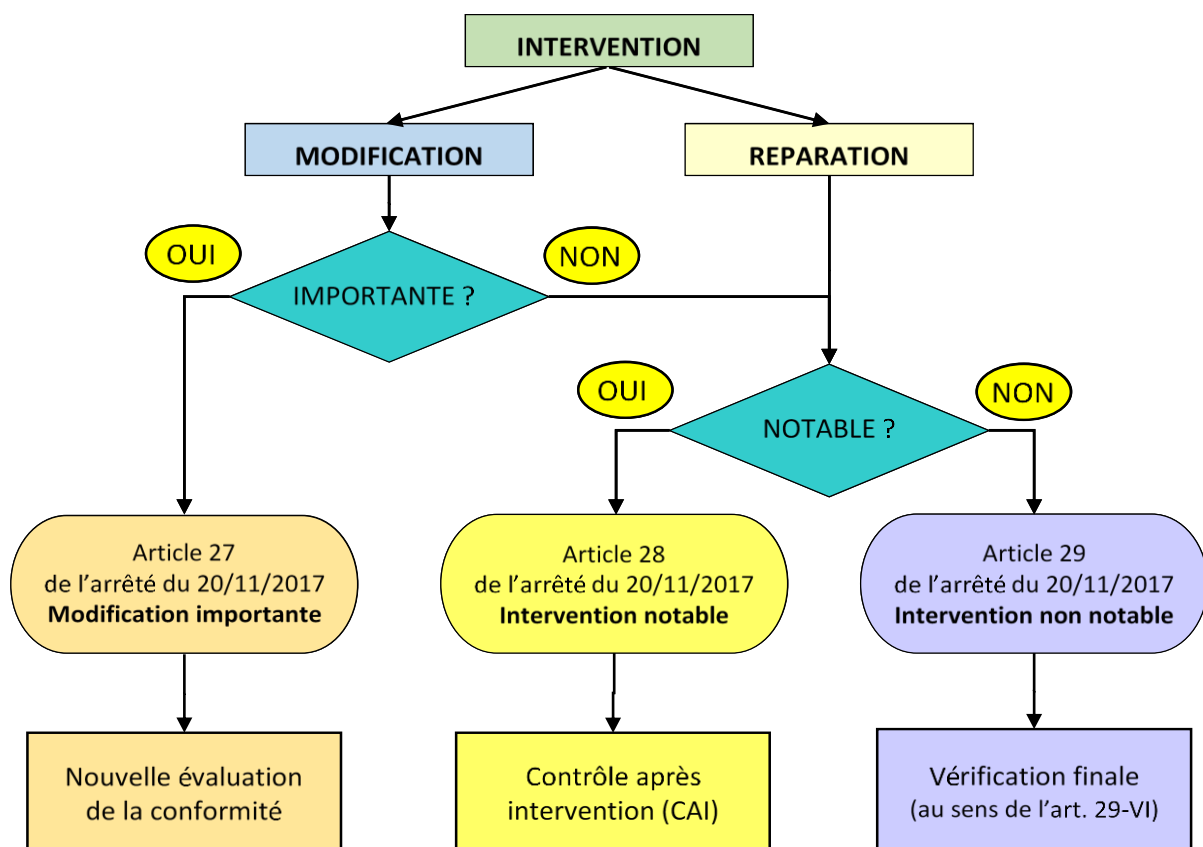 INTERVENTION
MODIFICATION
REPARATION
OUI
NON
IMPORTANTE ?
OUI
NON
NOTABLE ?
Article 27
de l'arrêté du 20/11/2017
Modification importante
Article 28
de l'arrêté du 20/11/2017
Intervention notable
Article 29
de l'arrêté du 20/11/2017
Intervention non notable
Nouvelle évaluation
de la conformité
Contrôle après
intervention (CAI)
Vérification finale
(au sens de l'art. 29-VI)